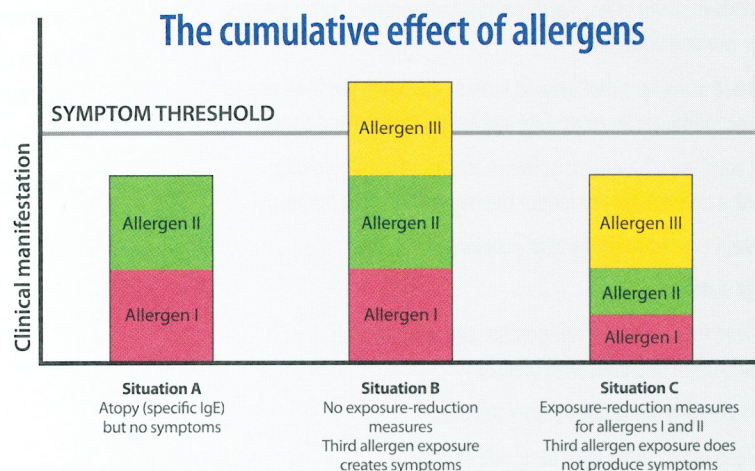 The cumulative effect of allergens
SYMPTOM THRESHOLD
Clinical manifestation
Allergen II
Allergen I
Allergen III
Allergen II
Allergen I
Allergen III
Allergen II
Allergen I
Situation A
Atopy (specific IgE)
but no symptoms
Situation B
No exposure-reduction
measures
Third allergen exposure
creates symptoms
Situation C
Exposure-reduction measures
for allergens I and II
Third allergen exposure does
not produce symptoms